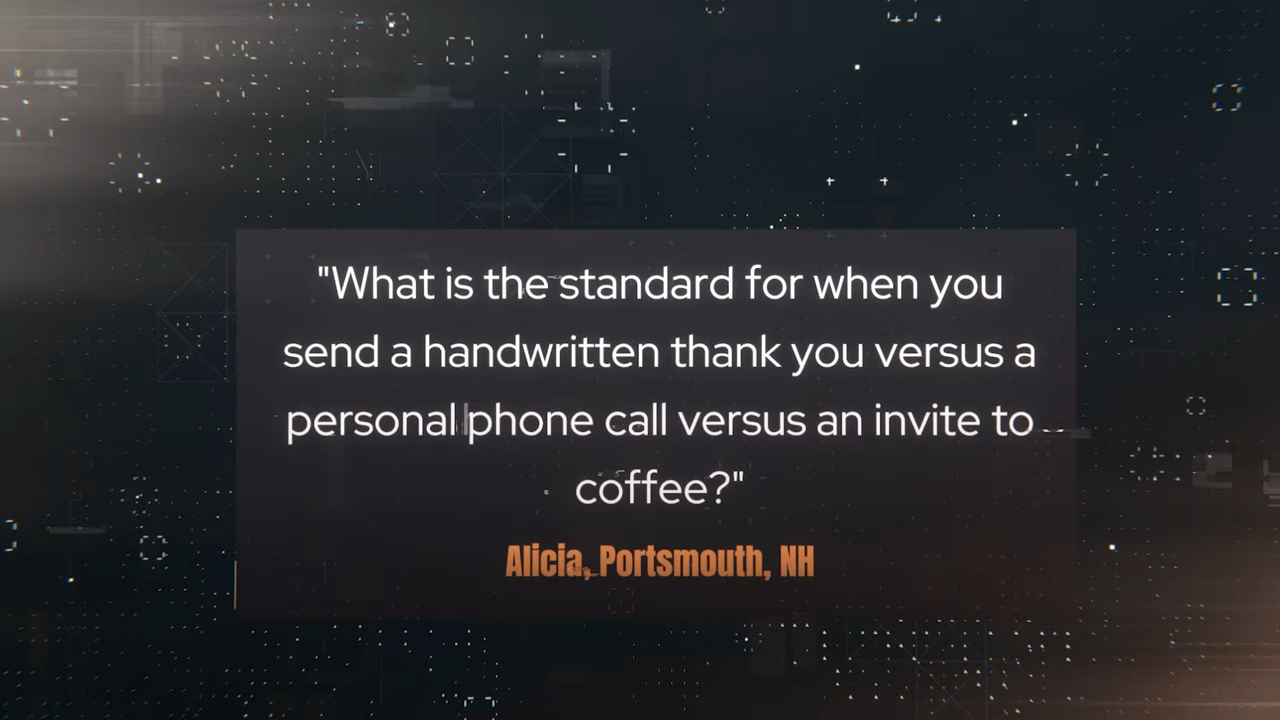 "What is the standard for when you
send a handwritten thank you versus a
personal phone call versus an invite to
coffee?"
Alicia, Portsmouth, NH